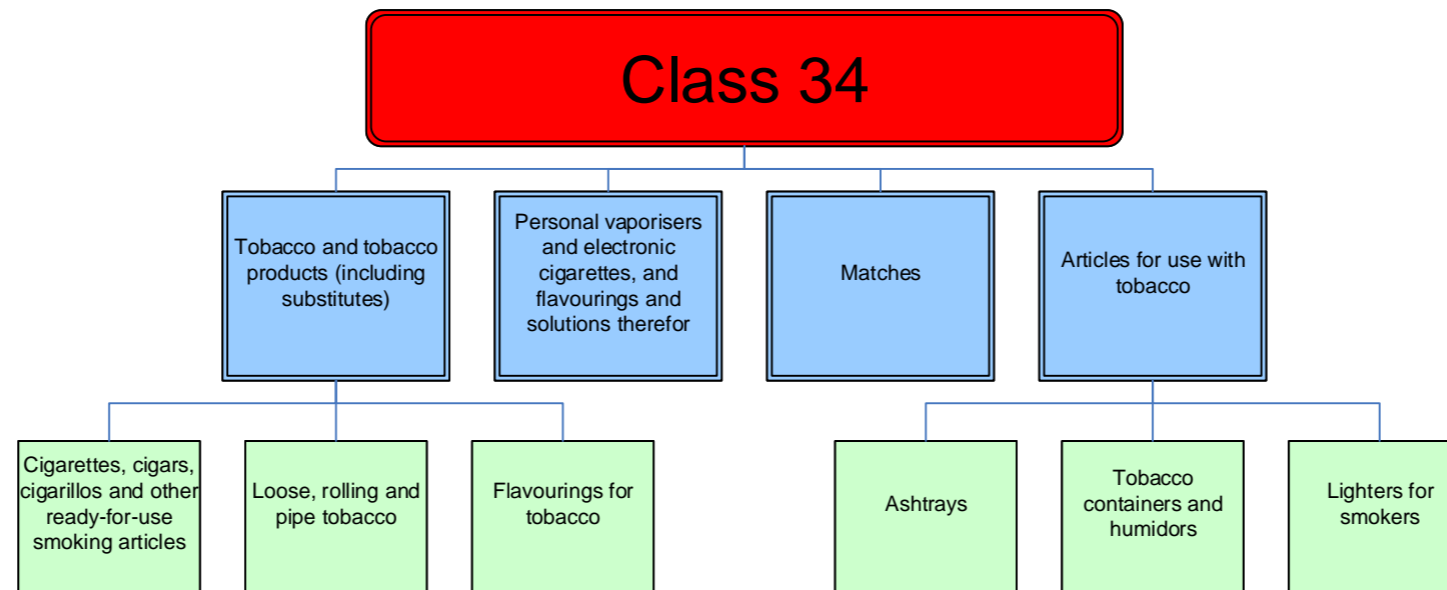 Class 34
Tobacco and tobacco
products (including
substitutes)
Personal vaporisers
and electronic
cigarettes, and
flavourings and
solutions therefor
Matches
Articles for use with
tobacco
Cigarettes, cigars,
cigarillos and other
ready-for-use
smoking articles
Loose, rolling and
pipe tobacco
Flavourings for
tobacco
Ashtrays
Tobacco
containers and
humidors
Lighters for
smokers